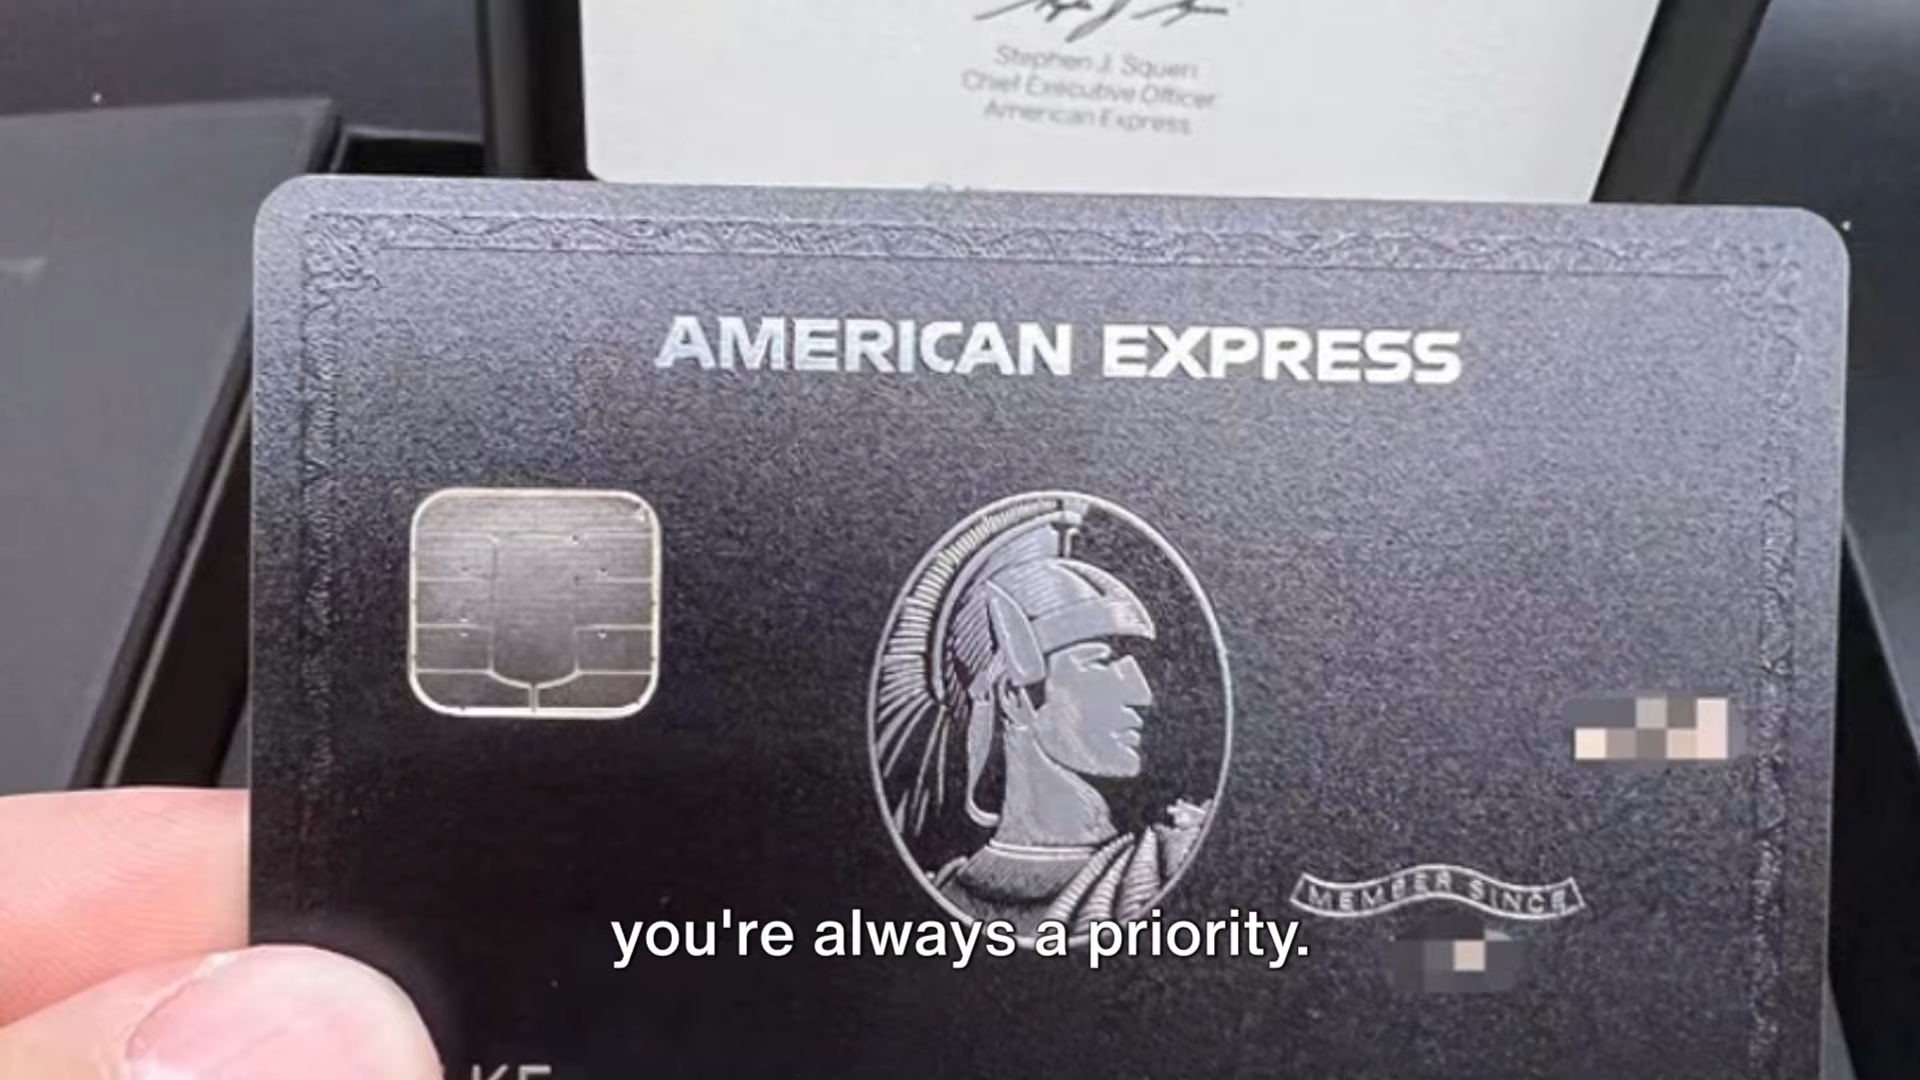 Stephen J. Squeri
Chief Executive Officer
American Express
AMERICAN EXPRESS
MEMBER SINCE
you're always a priority.